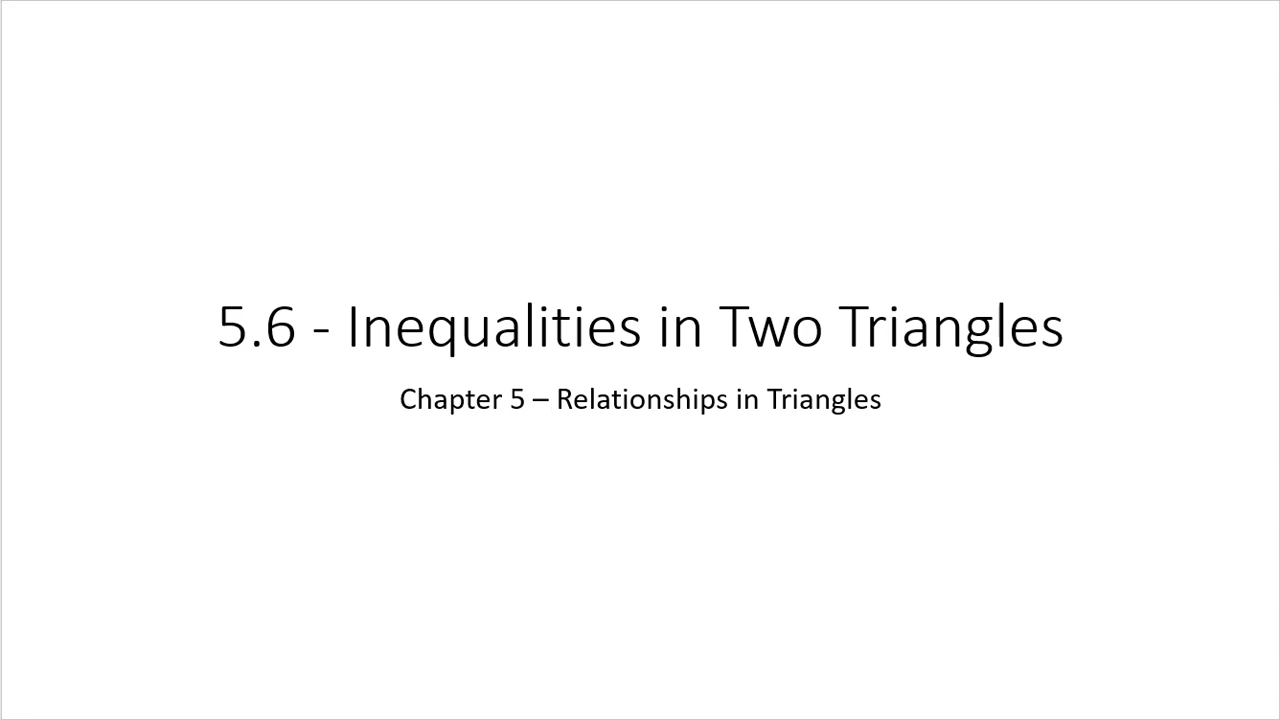 5.6 - Inequalities in Two Triangles
Chapter 5 – Relationships in Triangles